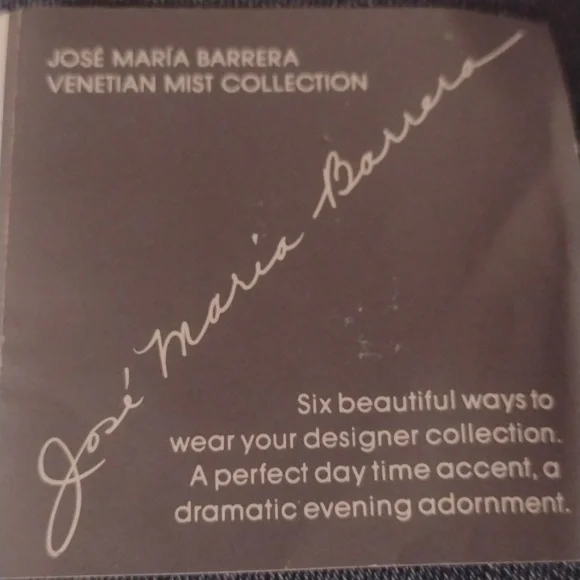 JOSÉ MARÍA BARRERA
VENETIAN MIST COLLECTION
José María Barrera
Six beautiful ways to
wear your designer collection.
A perfect day time accent, a
dramatic evening adornment.